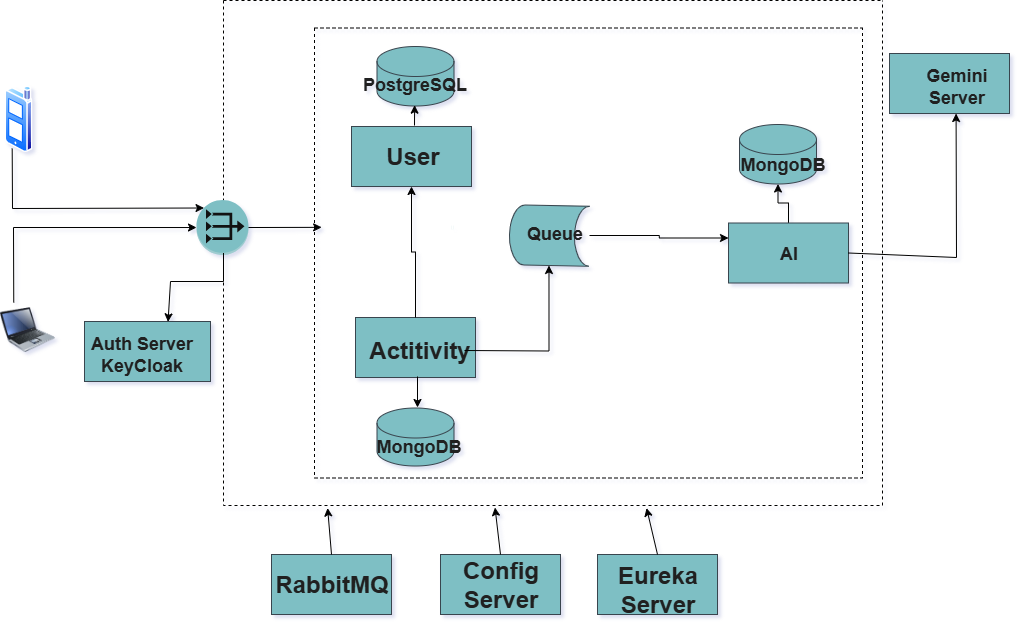 PostgreSQL
User
Gemini
Server
MongoDB
Queue
AI
Auth Server
KeyCloak
Actitivity
MongoDB
RabbitMQ
Config
Server
Eureka
Server